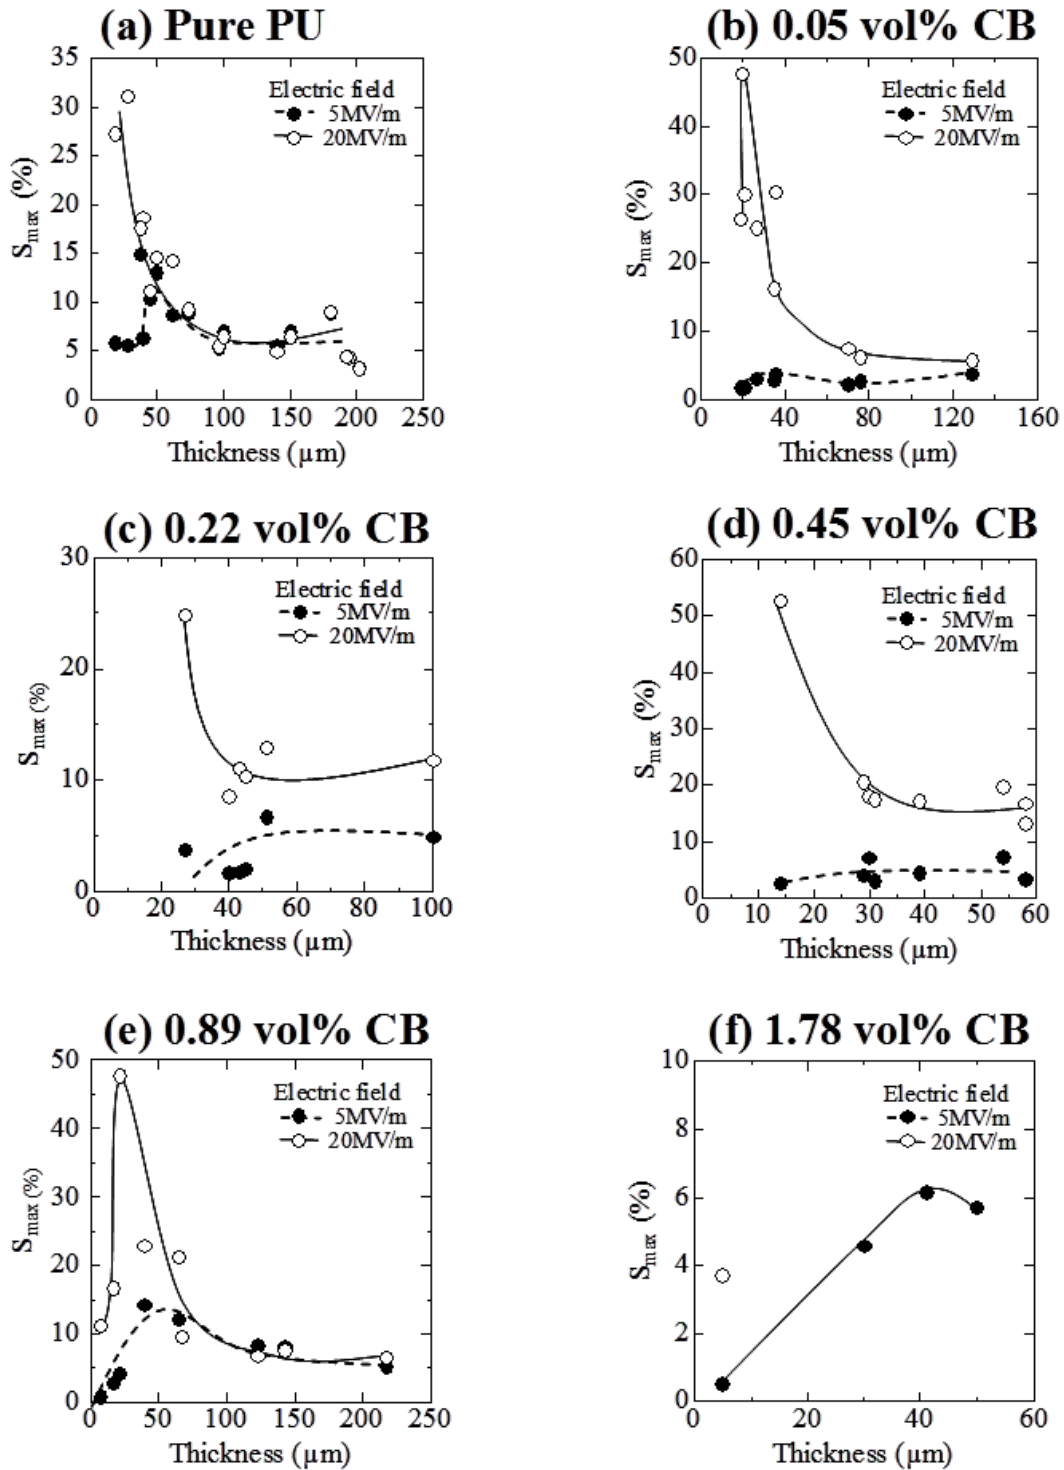 (a) Pure PU
35
30
25
20
15
10
5
0
S_max (%)
Electric field
5MV/m
20MV/m
0 50 100 150 200 250
Thickness (µm)
(b) 0.05 vol% CB
50
40
30
20
10
0
S_max (%)
Electric field
5MV/m
20MV/m
0 40 80 120 160
Thickness (µm)
(c) 0.22 vol% CB
30
20
10
0
S_max (%)
Electric field
5MV/m
20MV/m
0 20 40 60 80 100
Thickness (µm)
(d) 0.45 vol% CB
60
50
40
30
20
10
0
S_max (%)
Electric field
5MV/m
20MV/m
0 10 20 30 40 50 60
Thickness (µm)
(e) 0.89 vol% CB
50
40
30
20
10
0
S_max (%)
Electric field
5MV/m
20MV/m
0 50 100 150 200 250
Thickness (µm)
(f) 1.78 vol% CB
10
8
6
4
2
0
S_max (%)
Electric field
5MV/m
20MV/m
0 20 40 60
Thickness (µm)